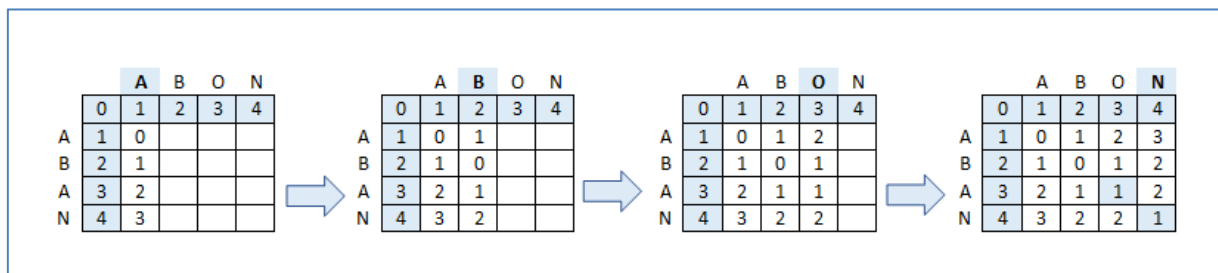 A B O N
0 1 2 3 4
A 1 0
B 2 1
A 3 2
N 4 3
A B O N
0 1 2 3 4
A 1 0 1
B 2 1 0
A 3 2 1
N 4 3 2
A B O N
0 1 2 3 4
A 1 0 1 2
B 2 1 0 1
A 3 2 1 1
N 4 3 2 2
A B O N
0 1 2 3 4
A 1 0 1 2 3
B 2 1 0 1 2
A 3 2 1 1 2
N 4 3 2 2 1